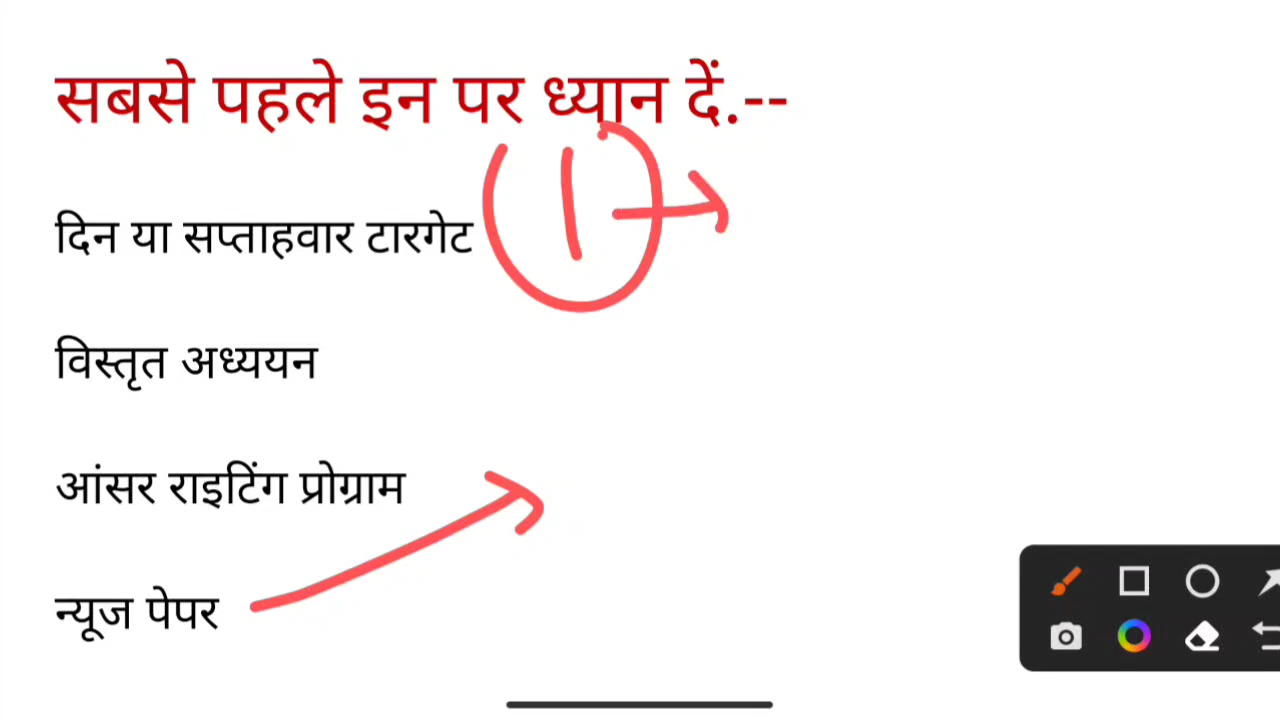 सबसे पहले इन पर ध्यान दें.--
दिन या सप्ताहवार टारगेट
1
विस्तृत अध्ययन
आंसर राइटिंग प्रोग्राम
न्यूज पेपर